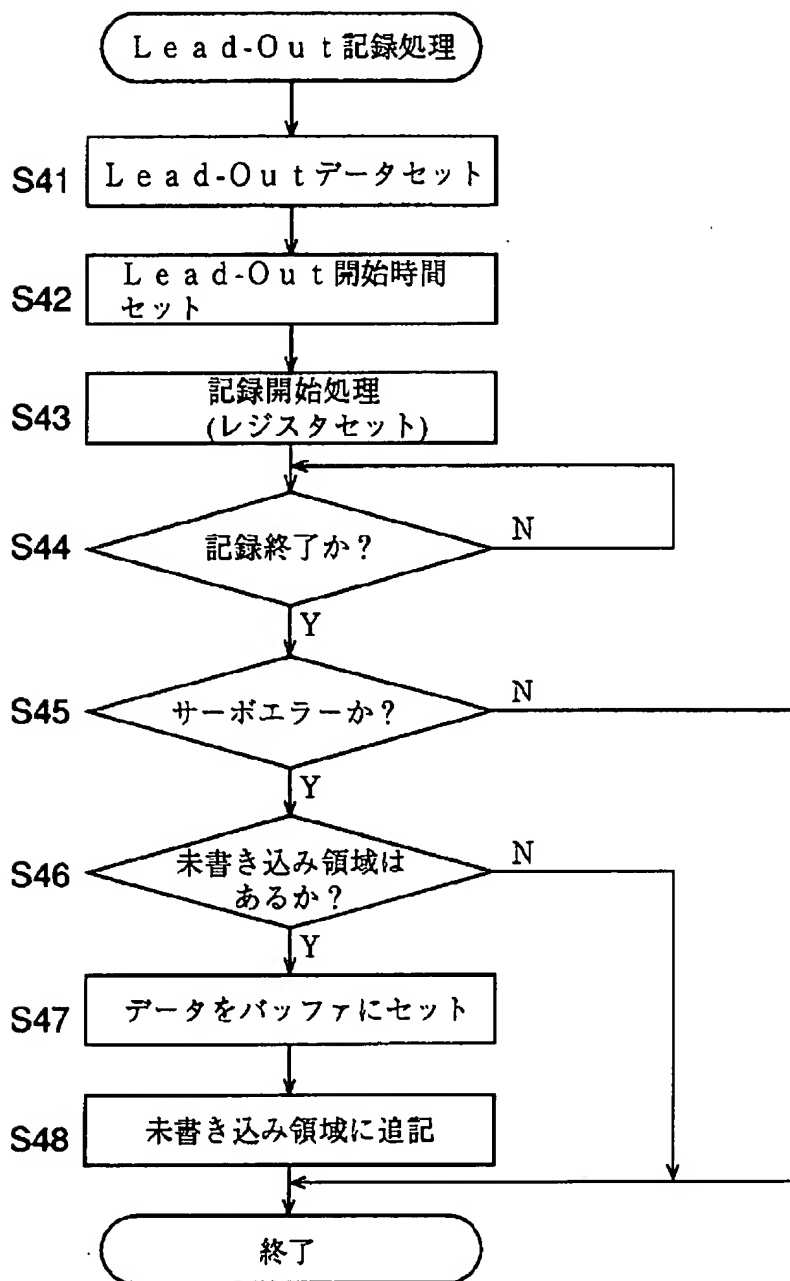 Lead-Out記録処理
S41
Lead-Outデータセット
S42
Lead-Out開始時間
セット
S43
記録開始処理
(レジスタセット)
S44
記録終了か？
N
Y
S45
サーボエラーか？
N
Y
S46
未書き込み領域は
あるか？
N
Y
S47
データをバッファにセット
S48
未書き込み領域に追記
終了